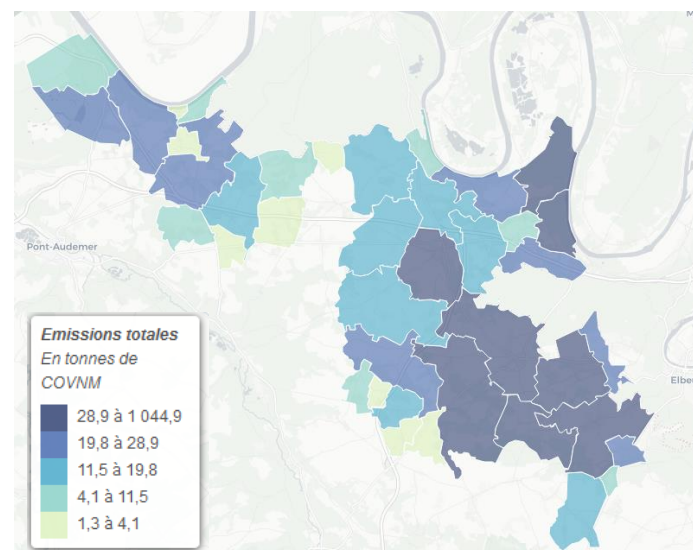 Pont-Audemer
Emissions totales
En tonnes de
COVNM
28,9 à 1 044,9
19,8 à 28,9
11,5 à 19,8
4,1 à 11,5
1,3 à 4,1
Elbe